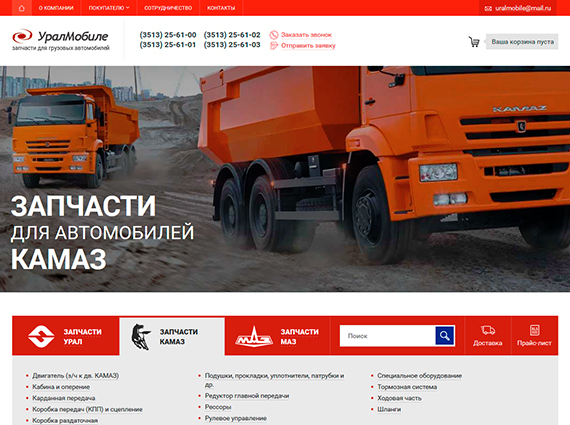 О КОМПАНИИ ПОКУПАТЕЛЮ СОТРУДНИЧЕСТВО КОНТАКТЫ uralmobile@mail.ru
УралМобиле
запчасти для грузовых автомобилей
(3513) 25-61-00 (3513) 25-61-02 Заказать звонок
(3513) 25-61-01 (3513) 25-61-03 Отправить заявку
Ваша корзина пуста
КАМАZ
ЗАПЧАСТИ
ДЛЯ АВТОМОБИЛЕЙ
КАМАЗ
ЗАПЧАСТИ
УРАЛ
ЗАПЧАСТИ
КАМАЗ
МАЗ
ЗАПЧАСТИ
МАЗ
Поиск
Доставка
Прайс-лист
Двигатель (з/ч к дв. КАМАЗ)
Кабина и оперение
Карданная передача
Коробка передач (КПП) и сцепление
Коробка раздаточная
Подушки, прокладки, уплотнители, патрубки и
др.
Редуктор главной передачи
Рессоры
Рулевое управление
Специальное оборудование
Тормозная система
Ходовая часть
Шланги